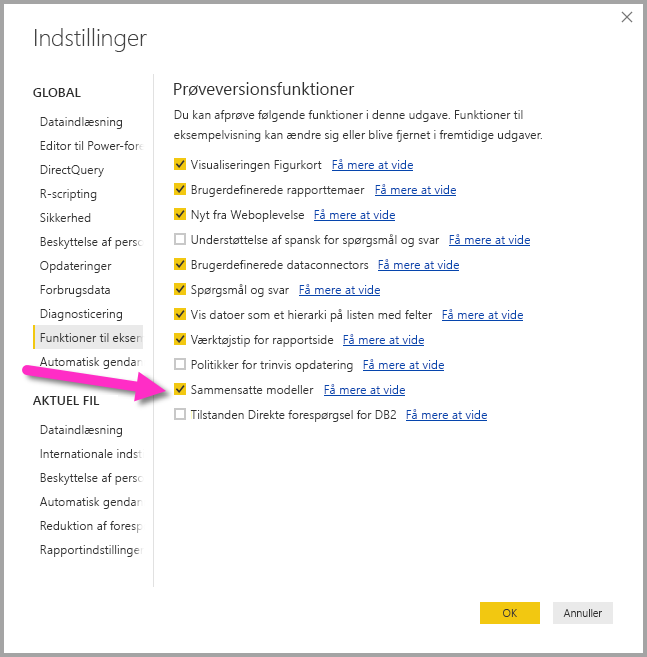 Indstillinger
GLOBAL
Dataindlæsning
Editor til Power-fore
DirectQuery
R-scripting
Sikkerhed
Beskyttelse af perso
Opdateringer
Forbrugsdata
Diagnosticering
Funktioner til eksem
Automatisk gendan
AKTUEL FIL
Dataindlæsning
Internationale indst
Beskyttelse af perso
Automatisk gendan
Reduktion af foresp
Rapportindstillinger
Prøveversionsfunktioner
Du kan afprøve følgende funktioner i denne udgave. Funktioner til
eksempelvisning kan ændre sig eller blive fjernet i fremtidige udgaver.
Visualiseringen Figurkort Få mere at vide
Brugerdefinerede rapporttemaer Få mere at vide
Nyt fra Weboplevelse Få mere at vide
Understøttelse af spansk for spørgsmål og svar Få mere at vide
Brugerdefinerede dataconnectors Få mere at vide
Spørgsmål og svar Få mere at vide
Vis datoer som et hierarki på listen med felter Få mere at vide
Værktøjstip for rapportside Få mere at vide
Politikker for trinvis opdatering Få mere at vide
Sammensatte modeller Få mere at vide
Tilstanden Direkte forespørgsel for DB2 Få mere at vide
OK
Annuller